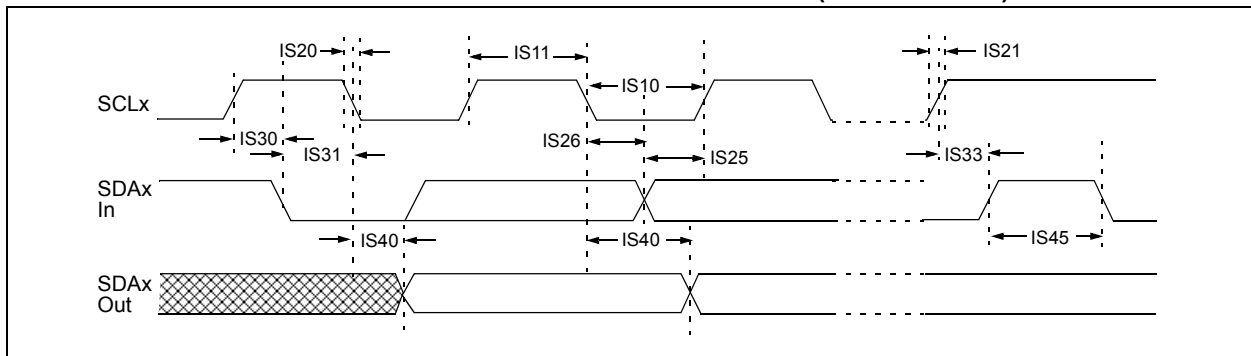 IS20
IS11
IS21
IS10
SCLx
IS30
IS31
IS26
IS25
IS33
SDAx
In
IS40
IS40
IS45
SDAx
Out